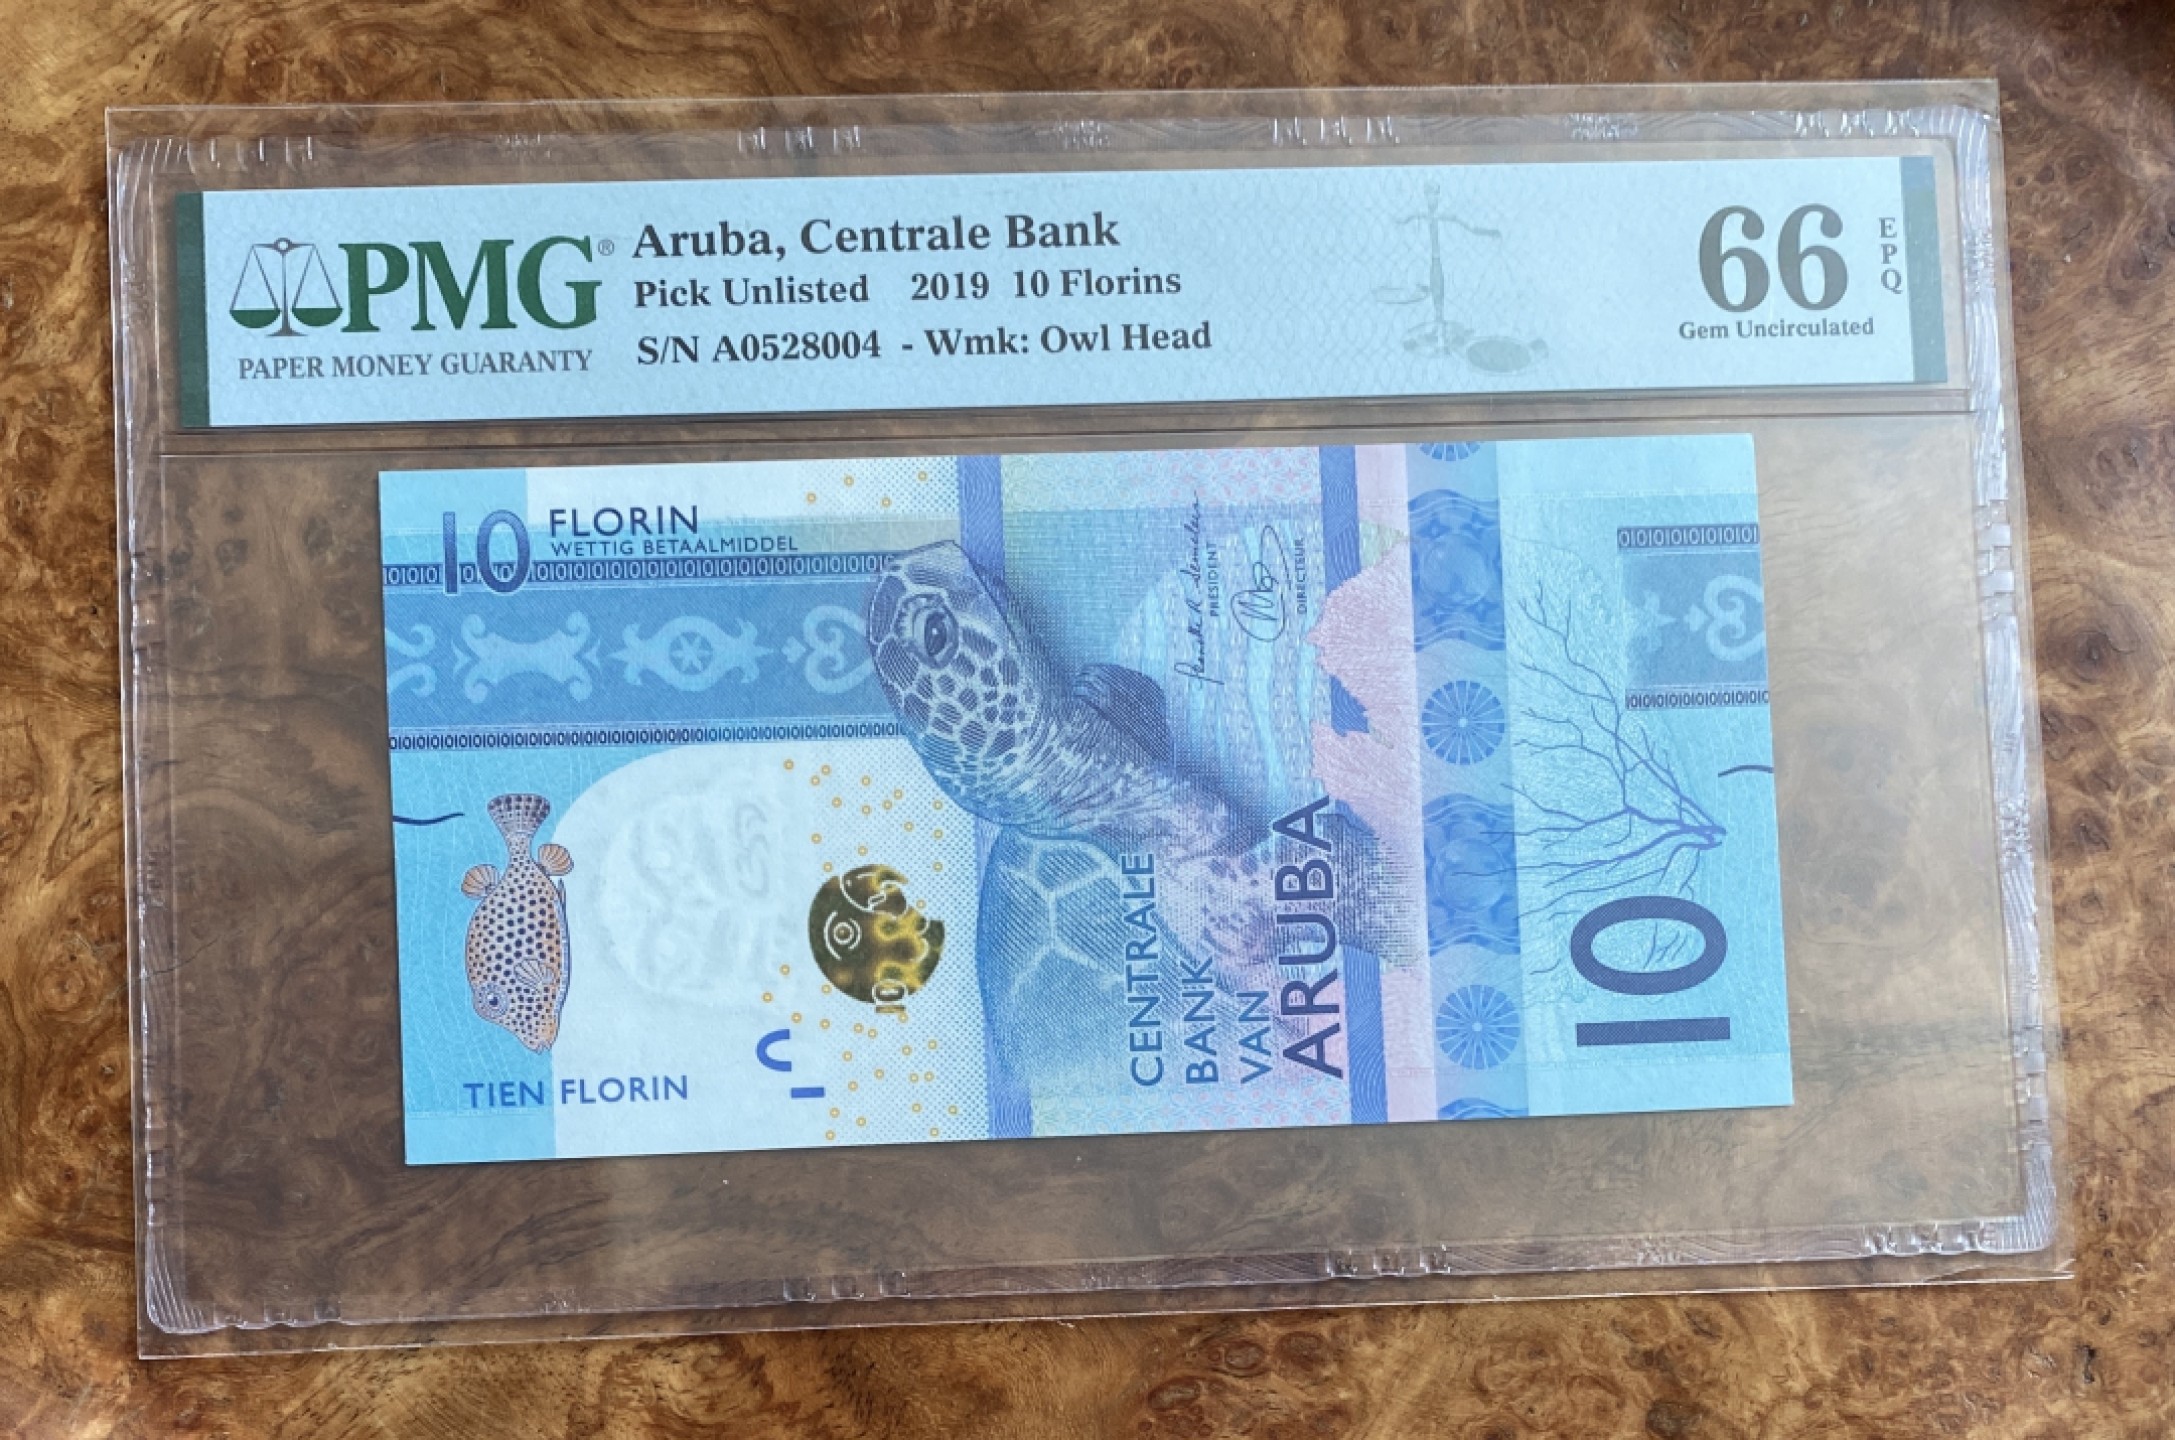 PMG®
PAPER MONEY GUARANTY
Aruba, Centrale Bank
Pick Unlisted 2019 10 Florins
S/N A0528004 - Wmk: Owl Head
66
EPQ
Gem Uncirculated
10 FLORIN
WETTIG BETAALMIDDEL
PRESIDENT
DIRECTEUR
CENTRALE
BANK
VAN
ARUBA
10
10
TIEN FLORIN